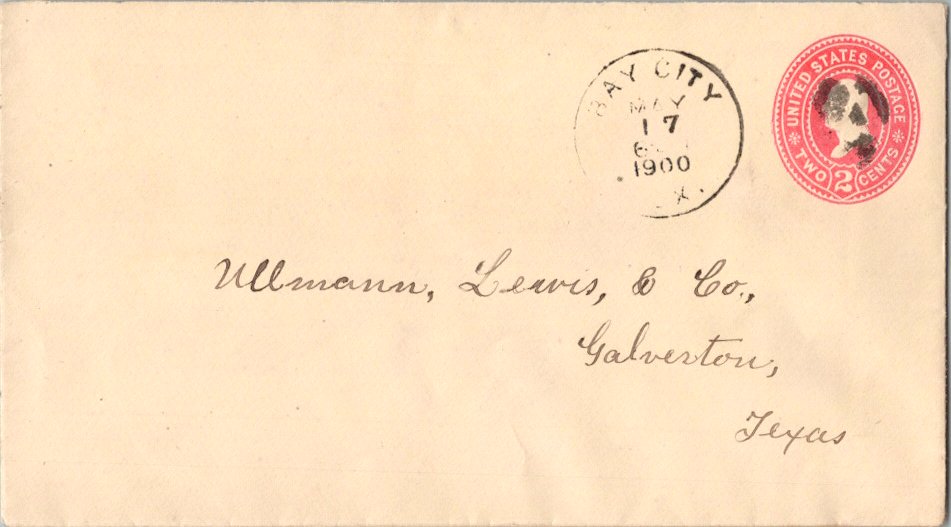 BAY CITY
MAY
17
1900
UNITED STATES POSTAGE
TWO 2 CENTS
Ullmann, Lewis, & Co.,
Galveston,
Texas